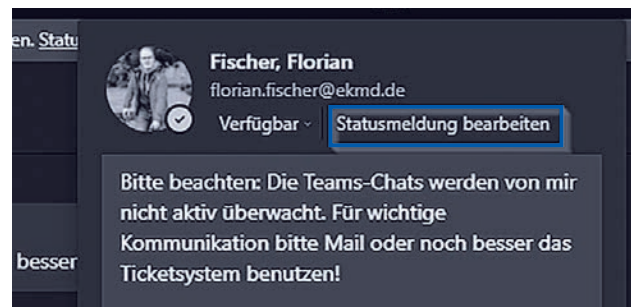 en. Statu
Fischer, Florian
florian.fischer@ekmd.de
Verfügbar
Statusmeldung bearbeiten
Bitte beachten: Die Teams-Chats werden von mir
nicht aktiv überwacht. Für wichtige
Kommunikation bitte Mail oder noch besser das
Ticketsystem benutzen!
besser